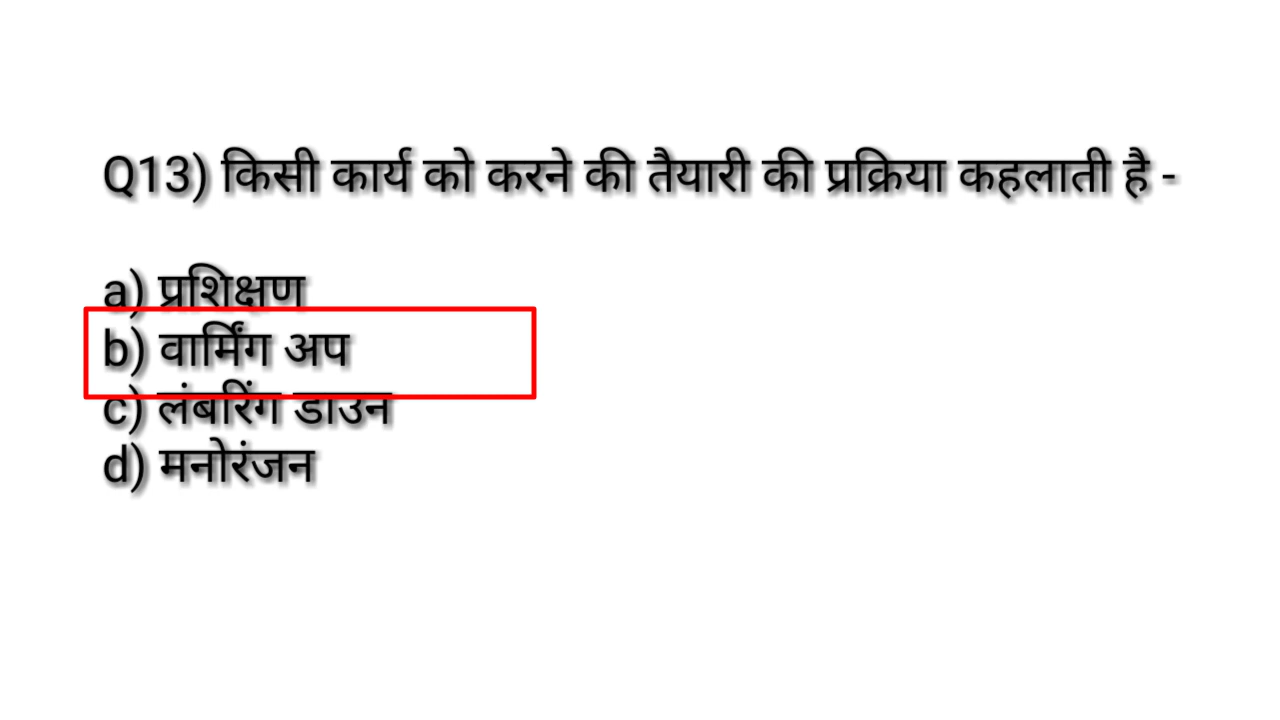 Q13) किसी कार्य को करने की तैयारी की प्रक्रिया कहलाती है -
a) प्रशिक्षण
b) वार्मिंग अप
c) लंबरिंग डाउन
d) मनोरंजन